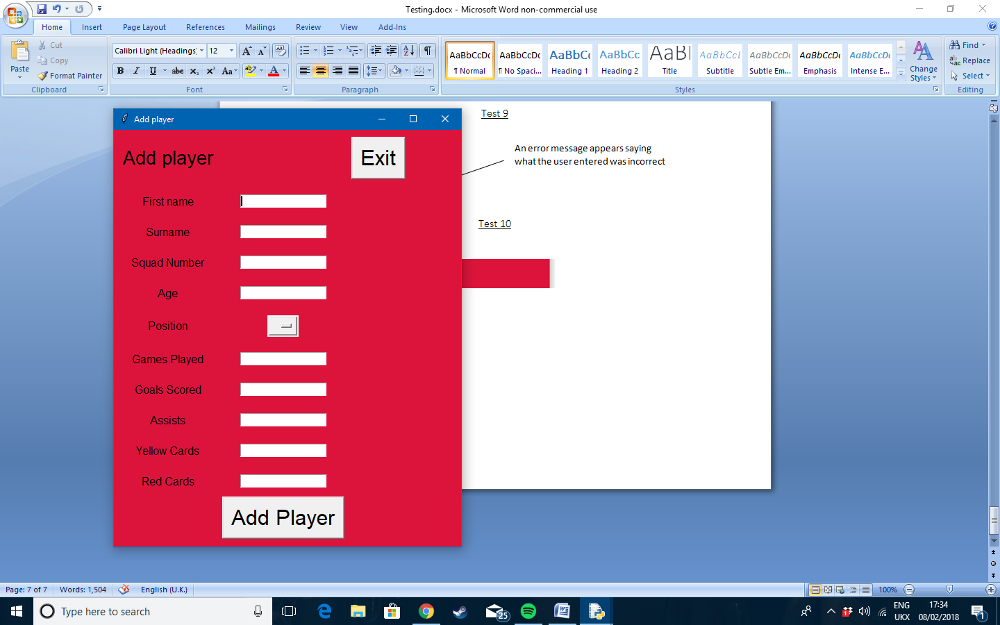 Testing.docx - Microsoft Word non-commercial use
Home Insert Page Layout References Mailings Review View Add-Ins
Paste
Cut
Copy
Format Painter
Clipboard
Calibri Light (Headings) 12
B I U abc x₂ x² Aa ab A
Font
Paragraph
AaBbCcDc AaBbCcDc AaBbCc AaBbCc AaBl AaBbCcL AaBbCcDc AaBbCcDc AaBbCcDc
¶ Normal ¶ No Spaci... Heading 1 Heading 2 Title Subtitle Subtle Em... Emphasis Intense E...
Change Styles
Styles
Find
Replace
Select
Editing
Test 9
An error message appears saying
what the user entered was incorrect
Test 10
Add player
Add player
Exit
First name
Surname
Squad Number
Age
Position
Games Played
Goals Scored
Assists
Yellow Cards
Red Cards
Add Player
Page: 7 of 7 Words: 1,504 English (U.K.) 100%
Type here to search
25
ENG
UKX
17:34
08/02/2018
1